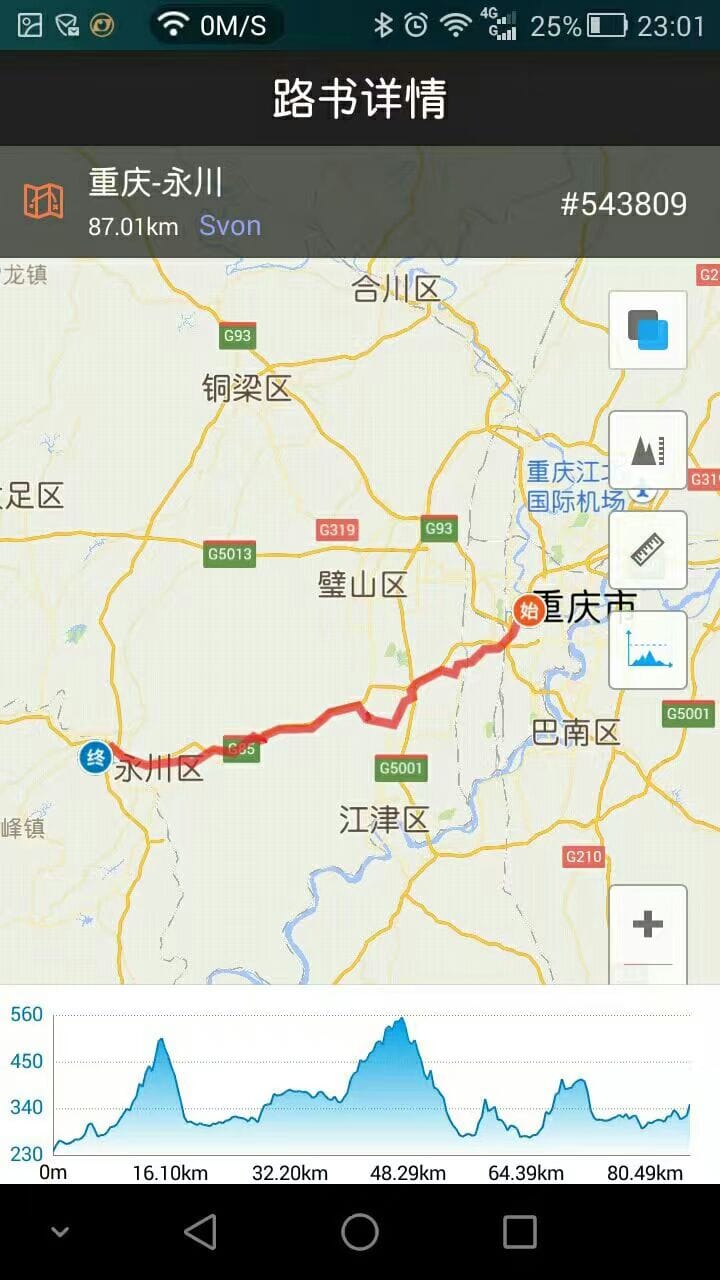 0M/S
4G
G
25%
23:01
路书详情
重庆-永川
87.01km Svon
#543809
龙镇
合川区
G2
G93
铜梁区
足区
重庆江北
国际机场
G319
G319
G93
G5013
璧山区
始
重庆市
G5001
巴南区
终
永川区
G85
G5001
江津区
峰镇
G210
560
450
340
230
0m
16.10km
32.20km
48.29km
64.39km
80.49km